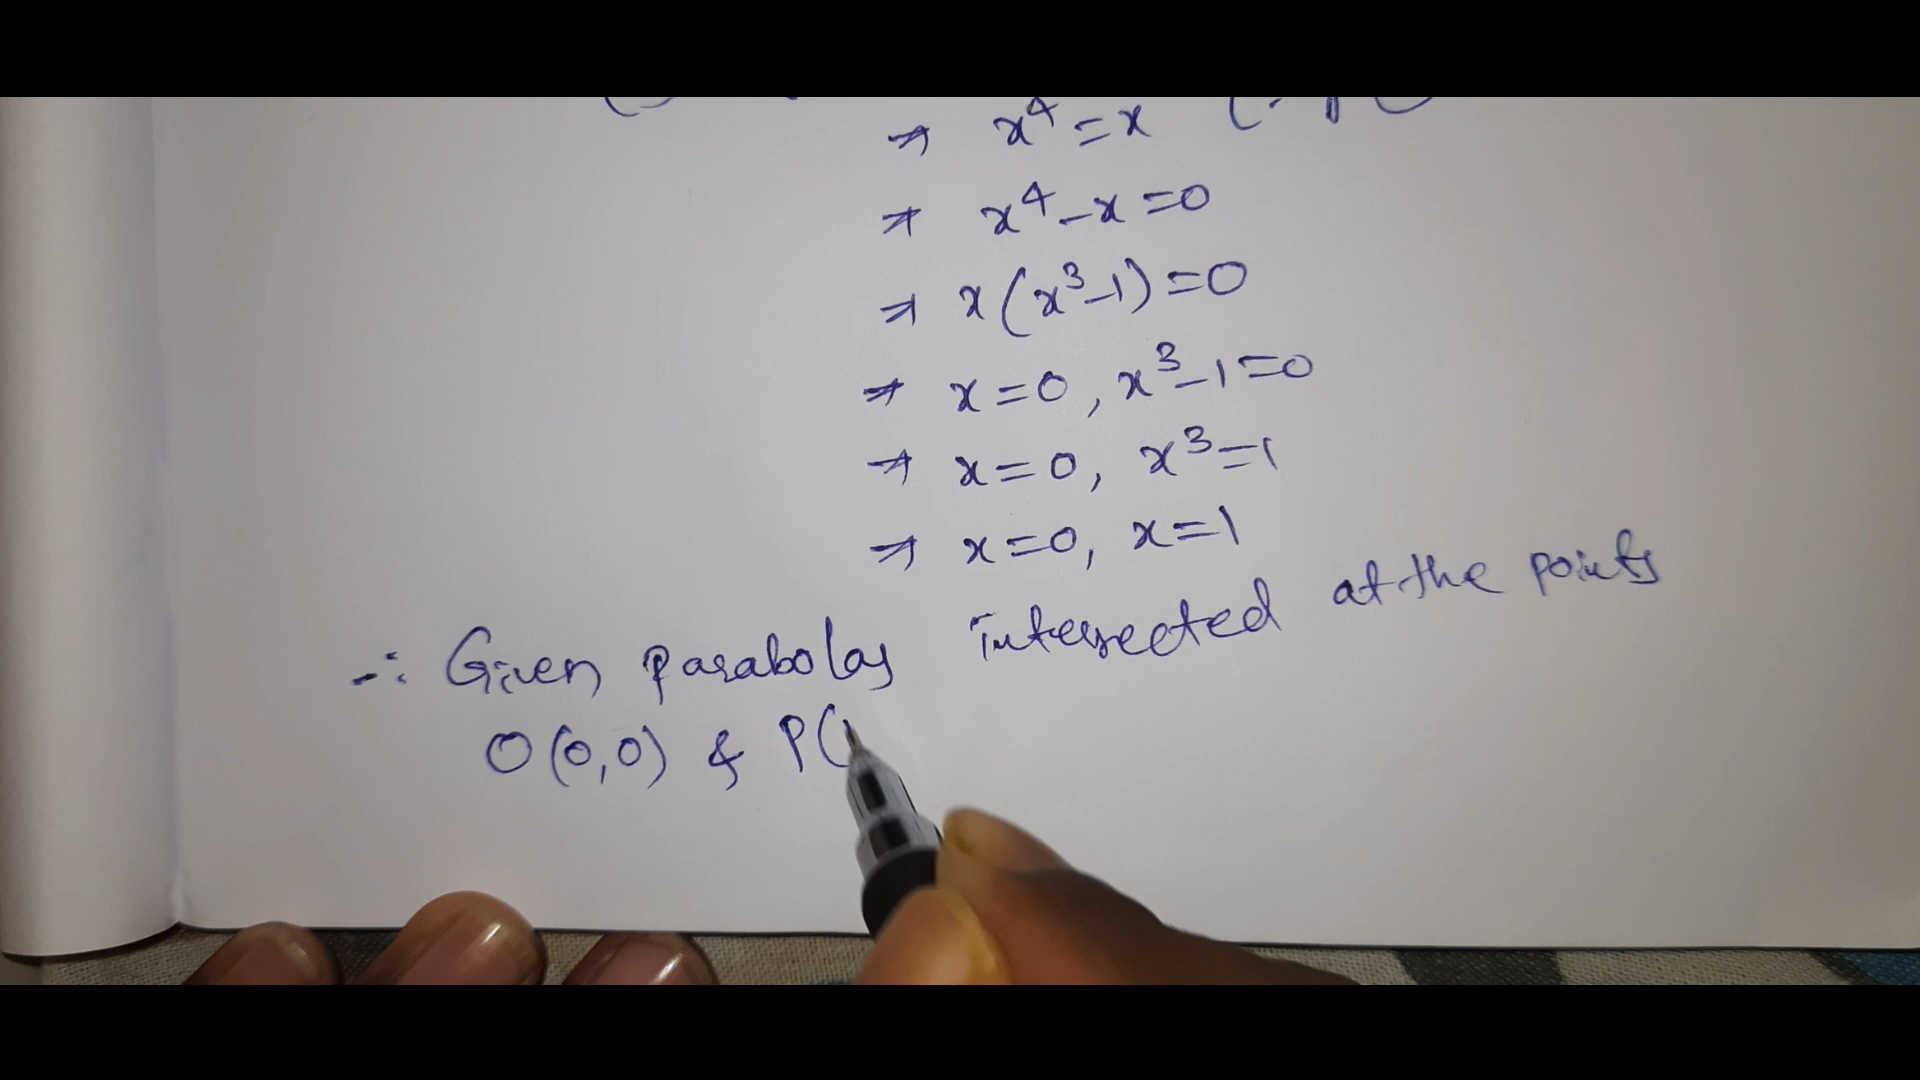 ⇒ x⁴ = x
⇒ x⁴ - x = 0
⇒ x(x³-1) = 0
⇒ x = 0, x³-1 = 0
⇒ x = 0, x³ = 1
⇒ x = 0, x = 1
∴ Given parabolas intersected at the points
O(0,0) & P(